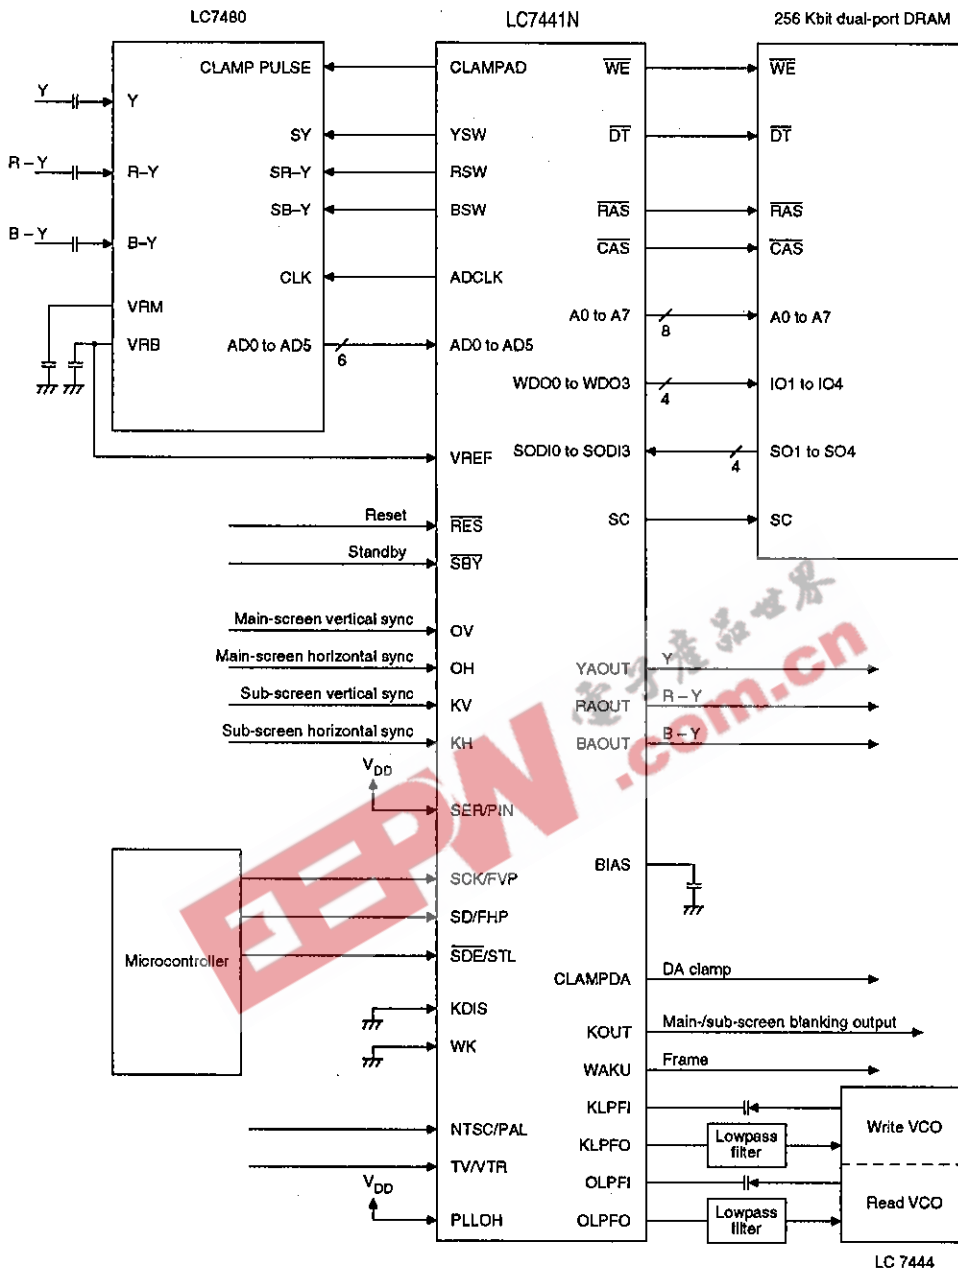 LC7480
LC7441N
256 Kbit dual-port DRAM
CLAMP PULSE
CLAMPAD
WE
WE
Y
Y
SY
YSW
DT
DT
R – Y
R–Y
SR–Y
RSW
SB–Y
BSW
RAS
RAS
B – Y
B–Y
CAS
CAS
CLK
ADCLK
VRM
A0 to A7
8
A0 to A7
VRB
AD0 to AD5
6
AD0 to AD5
WDO0 to WDO3
4
IO1 to IO4
VREF
SODI0 to SODI3
4
SO1 to SO4
Reset
RES
SC
SC
Standby
SBY
Main-screen vertical sync
OV
Main-screen horizontal sync
OH
YAOUT
Y
Sub-screen vertical sync
KV
RAOUT
R – Y
Sub-screen horizontal sync
KH
BAOUT
B – Y
電子產品世界
EEPW.com.cn
VDD
SER/PIN
BIAS
SCK/FVP
SD/FHP
Microcontroller
SDE/STL
CLAMPDA
DA clamp
KDIS
KOUT
Main-/sub-screen blanking output
WK
WAKU
Frame
KLPFI
Write VCO
NTSC/PAL
KLPFO
Lowpass
filter
TV/VTR
OLPFI
Read VCO
VDD
PLLOH
OLPFO
Lowpass
filter
LC 7444